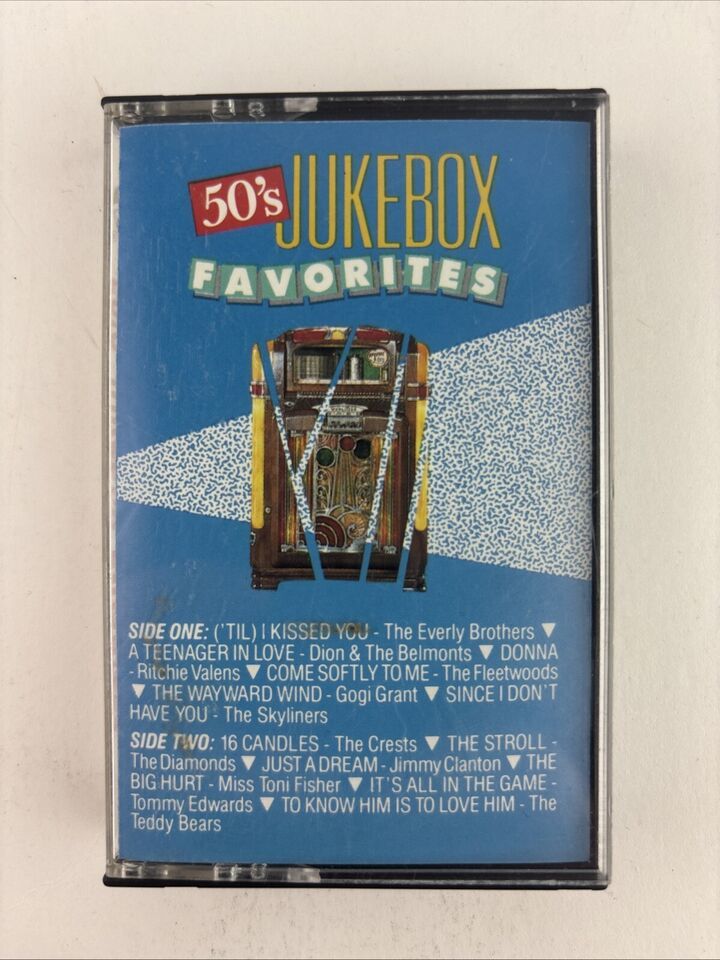 50's JUKEBOX
FAVORITES
SIDE ONE: ('TIL) I KISSED YOU - The Everly Brothers ▼
A TEENAGER IN LOVE - Dion & The Belmonts ▼ DONNA
- Ritchie Valens ▼ COME SOFTLY TO ME - The Fleetwoods
▼ THE WAYWARD WIND - Gogi Grant ▼ SINCE I DON'T
HAVE YOU - The Skyliners
SIDE TWO: 16 CANDLES - The Crests ▼ THE STROLL -
The Diamonds ▼ JUST A DREAM - Jimmy Clanton ▼ THE
BIG HURT - Miss Toni Fisher ▼ IT'S ALL IN THE GAME -
Tommy Edwards ▼ TO KNOW HIM IS TO LOVE HIM - The
Teddy Bears